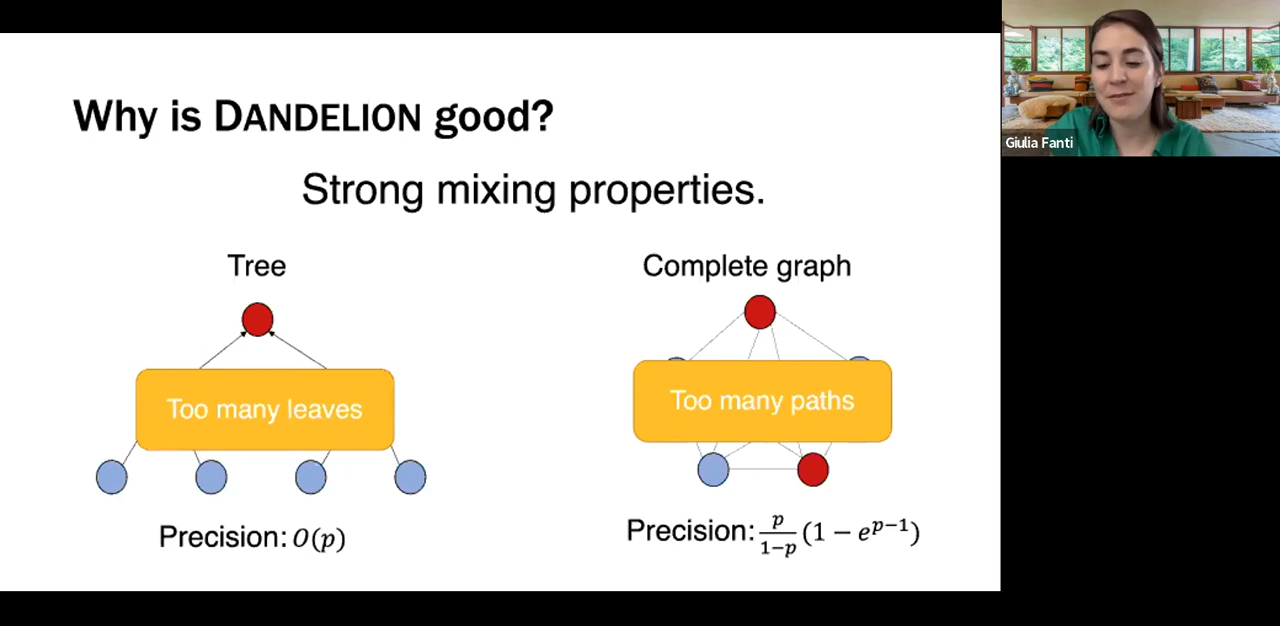 Why is DANDELION good?
Strong mixing properties.
Tree
Complete graph
Too many leaves
Too many paths
Precision: O(p)
Precision: p/1−p (1 − e^{p−1})
Giulia Fanti